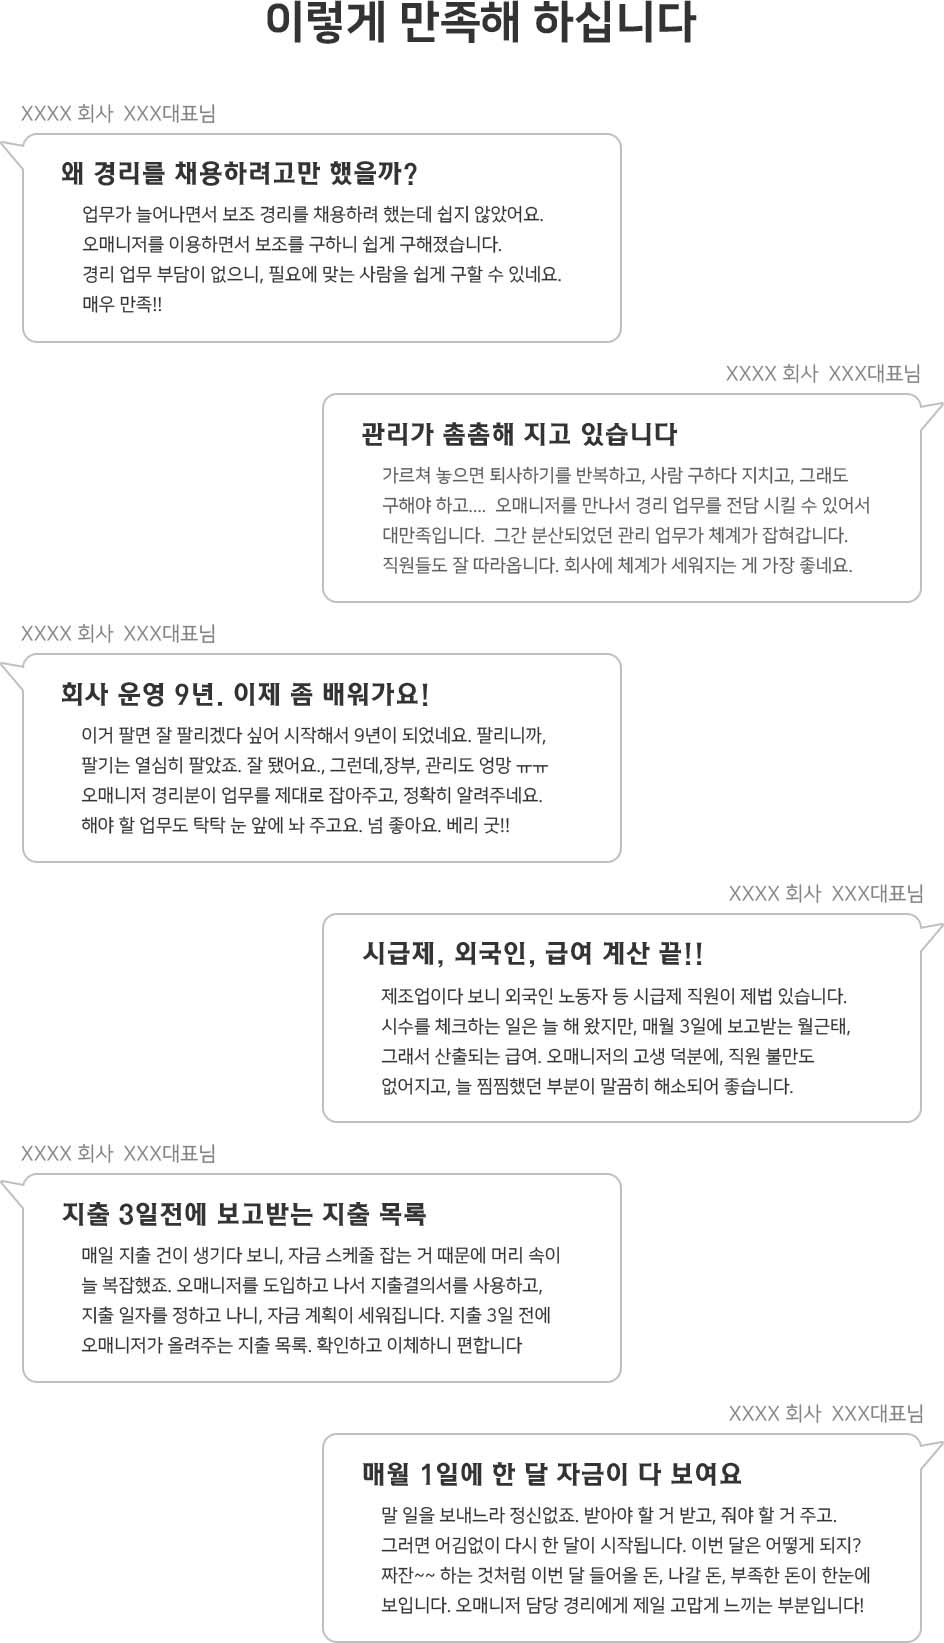 이렇게 만족해 하십니다
XXXX 회사 XXX대표님
왜 경리를 채용하려고만 했을까?
업무가 늘어나면서 보조 경리를 채용하려 했는데 쉽지 않았어요.
오매니저를 이용하면서 보조를 구하니 쉽게 구해졌습니다.
경리 업무 부담이 없으니, 필요에 맞는 사람을 쉽게 구할 수 있네요.
매우 만족!!
XXXX 회사 XXX대표님
관리가 촘촘해 지고 있습니다
가르쳐 놓으면 퇴사하기를 반복하고, 사람 구하다 지치고, 그래도
구해야 하고.... 오매니저를 만나서 경리 업무를 전담 시킬 수 있어서
대만족입니다. 그간 분산되었던 관리 업무가 체계가 잡혀갑니다.
직원들도 잘 따라옵니다. 회사에 체계가 세워지는 게 가장 좋네요.
XXXX 회사 XXX대표님
회사 운영 9년. 이제 좀 배워가요!
이거 팔면 잘 팔리겠다 싶어 시작해서 9년이 되었네요. 팔리니까,
팔기는 열심히 팔았죠. 잘 됐어요., 그런데,장부, 관리도 엉망 ㅠㅠ
오매니저 경리분이 업무를 제대로 잡아주고, 정확히 알려주네요.
해야 할 업무도 탁탁 눈 앞에 놔 주고요. 넘 좋아요. 베리 굿!!
XXXX 회사 XXX대표님
시급제, 외국인, 급여 계산 끝!!
제조업이다 보니 외국인 노동자 등 시급제 직원이 제법 있습니다.
시수를 체크하는 일은 늘 해 왔지만, 매월 3일에 보고받는 월근태,
그래서 산출되는 급여. 오매니저의 고생 덕분에, 직원 불만도
없어지고, 늘 찜찜했던 부분이 말끔히 해소되어 좋습니다.
XXXX 회사 XXX대표님
지출 3일전에 보고받는 지출 목록
매일 지출 건이 생기다 보니, 자금 스케줄 잡는 거 때문에 머리 속이
늘 복잡했죠. 오매니저를 도입하고 나서 지출결의서를 사용하고,
지출 일자를 정하고 나니, 자금 계획이 세워집니다. 지출 3일 전에
오매니저가 올려주는 지출 목록. 확인하고 이체하니 편합니다
XXXX 회사 XXX대표님
매월 1일에 한 달 자금이 다 보여요
말 일을 보내느라 정신없죠. 받아야 할 거 받고, 줘야 할 거 주고.
그러면 어김없이 다시 한 달이 시작됩니다. 이번 달은 어떻게 되지?
짜잔~~ 하는 것처럼 이번 달 들어올 돈, 나갈 돈, 부족한 돈이 한눈에
보입니다. 오매니저 담당 경리에게 제일 고맙게 느끼는 부분입니다!